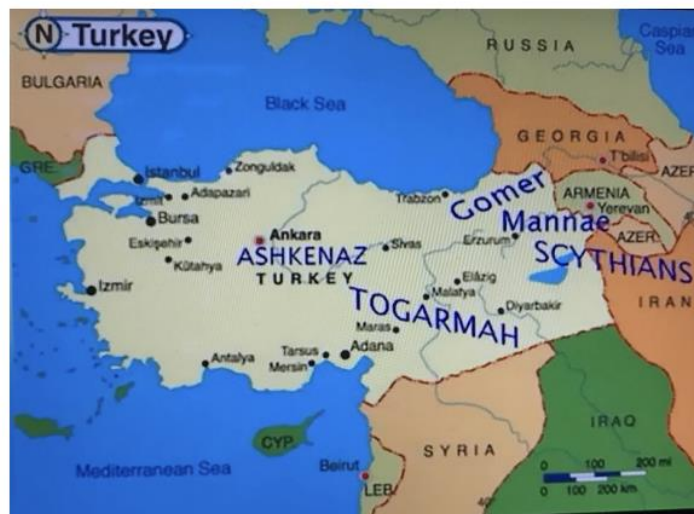 N Turkey
RUSSIA
Caspian
Sea
BULGARIA
Black Sea
GEORGIA
T'bilisi
AZER
GRE.
Istanbul
Zonguldak
Izmit
Adapazari
Bursa
Trabzon
Gomer
ARMENIA
Yerevan
Mannae
AZER.
Eskişehir
Ankara
ASHKENAZ
Sivas
Erzurum
SCYTHIANS
Kütahya
TURKEY
Elâzig
Izmir
TOGARMAH
Malatya
Diyarbakir
IRAN
Maras
Antalya
Tarsus
Adana
Mersin
CYP.
SYRIA
IRAQ
Mediterranean Sea
Beirut
LEB.
0 100 200 mi
0 100 200 km
40°